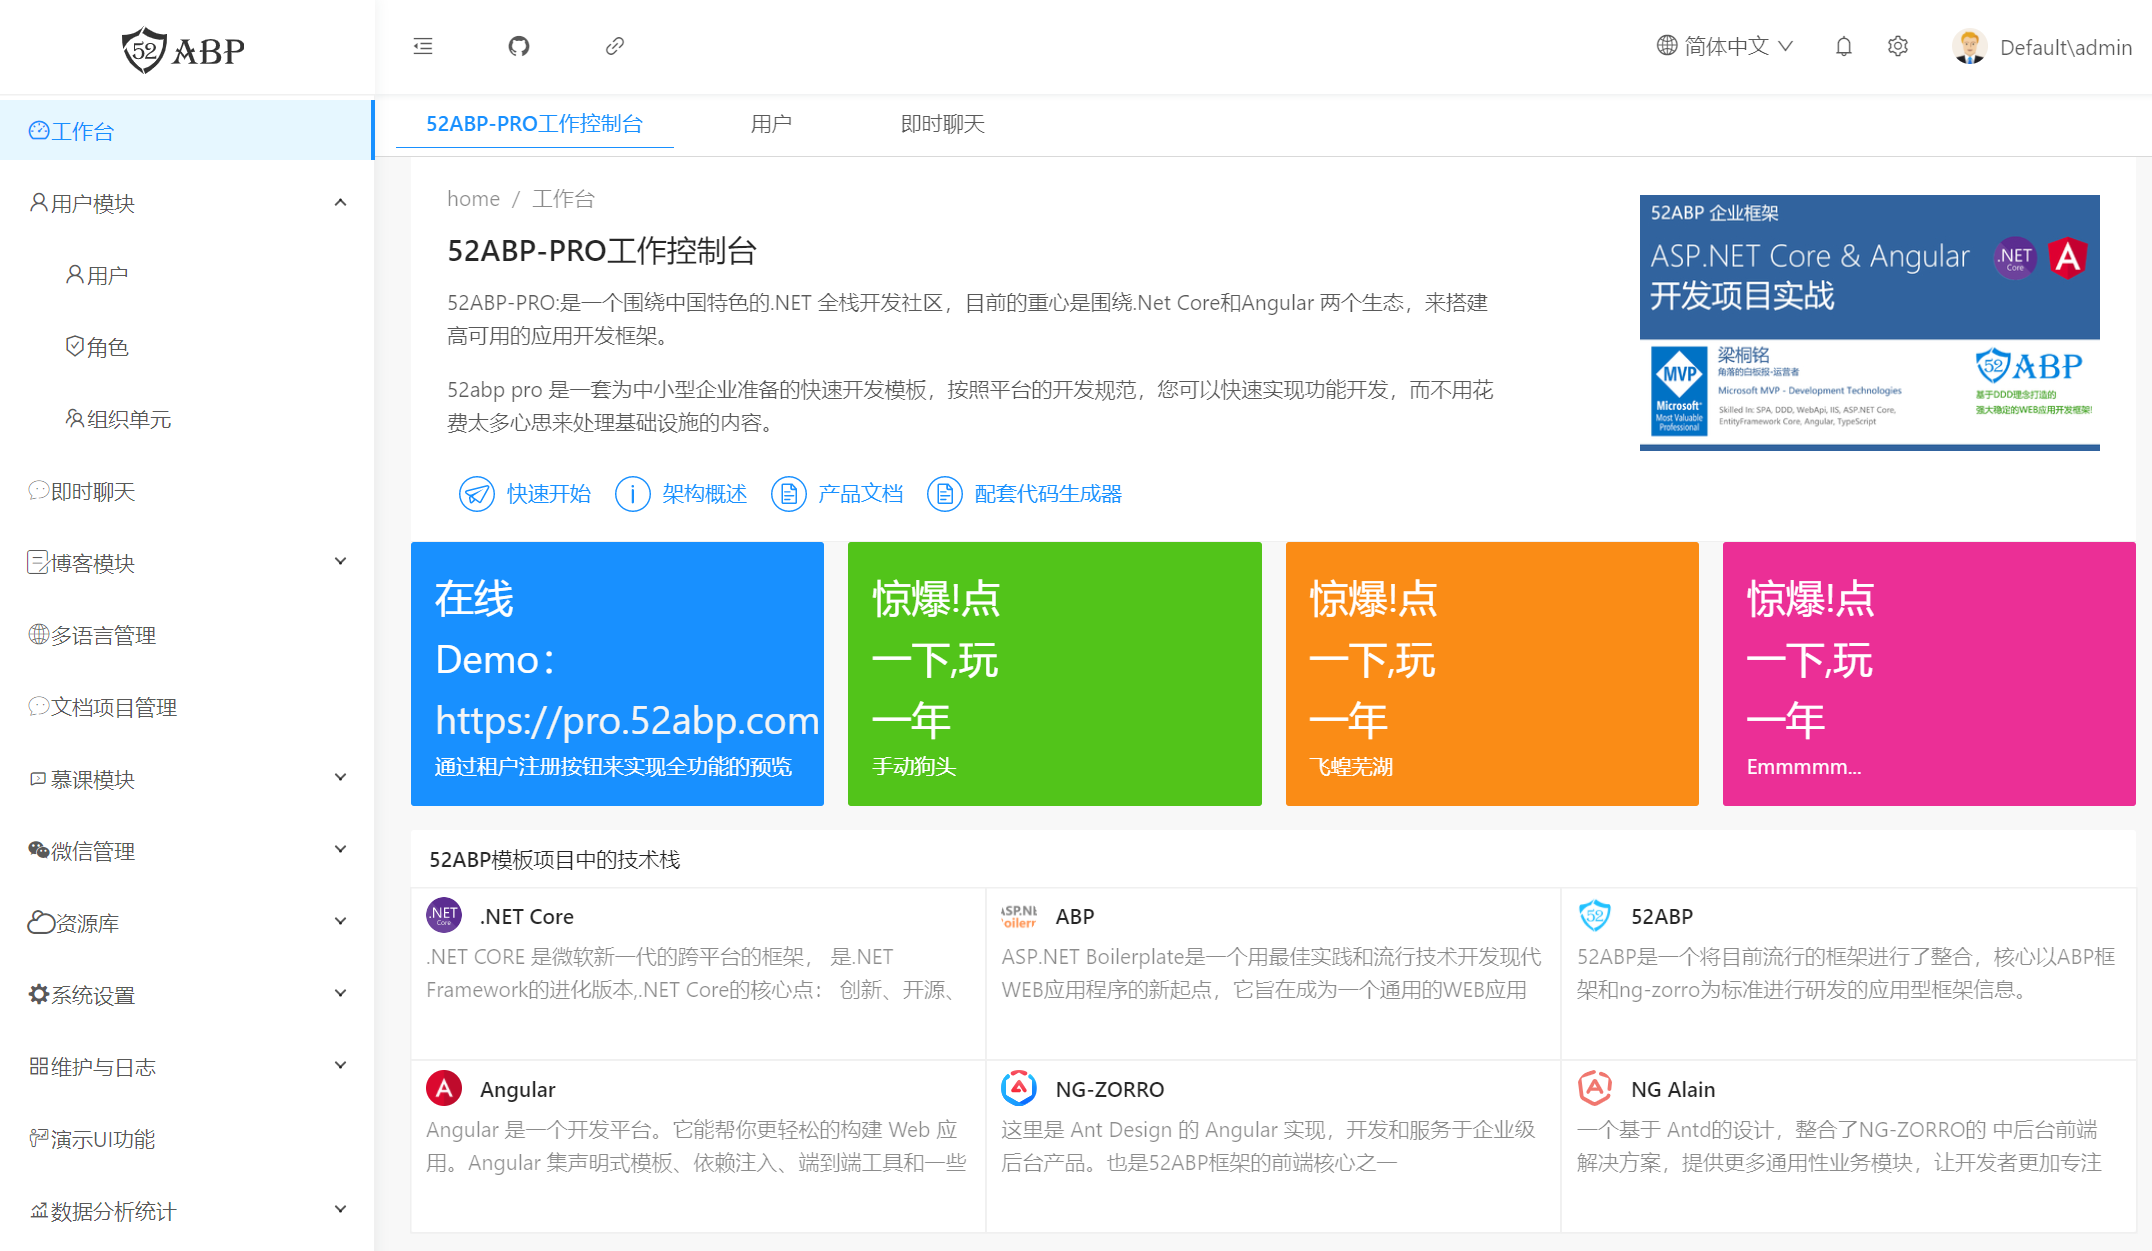 52 ABP
简体中文
Default\admin
工作台
用户模块
用户
角色
组织单元
即时聊天
博客模块
多语言管理
文档项目管理
慕课模块
微信管理
资源库
系统设置
维护与日志
演示UI功能
数据分析统计
52ABP-PRO工作控制台
用户
即时聊天
home / 工作台
52ABP-PRO工作控制台
52ABP-PRO:是一个围绕中国特色的.NET 全栈开发社区，目前的重心是围绕.Net Core和Angular 两个生态，来搭建
高可用的应用开发框架。
52abp pro 是一套为中小型企业准备的快速开发模板，按照平台的开发规范，您可以快速实现功能开发，而不用花
费太多心思来处理基础设施的内容。
快速开始
架构概述
产品文档
配套代码生成器
52ABP 企业框架
ASP.NET Core & Angular
.NET
Core
开发项目实战
MVP
Microsoft®
Most Valuable
Professional
梁桐铭
角落的白板报-运营者
Microsoft MVP - Development Technologies
Skilled In: SPA, DDD, WebApi, IIS, ASP.NET Core,
EntityFramework Core, Angular, TypeScript
52 ABP
基于DDD理念打造的
强大稳定的WEB应用开发框架!
在线
Demo：
https://pro.52abp.com
通过租户注册按钮来实现全功能的预览
惊爆!点
一下,玩
一年
手动狗头
惊爆!点
一下,玩
一年
飞蝗芜湖
惊爆!点
一下,玩
一年
Emmmmm...
52ABP模板项目中的技术栈
.NET
Core
.NET Core
.NET CORE 是微软新一代的跨平台的框架， 是.NET
Framework的进化版本,.NET Core的核心点： 创新、开源、
ABP
ASP.NET Boilerplate是一个用最佳实践和流行技术开发现代
WEB应用程序的新起点，它旨在成为一个通用的WEB应用
52
52ABP
52ABP是一个将目前流行的框架进行了整合，核心以ABP框
架和ng-zorro为标准进行研发的应用型框架信息。
Angular
Angular 是一个开发平台。它能帮你更轻松的构建 Web 应
用。Angular 集声明式模板、依赖注入、端到端工具和一些
NG-ZORRO
这里是 Ant Design 的 Angular 实现，开发和服务于企业级
后台产品。也是52ABP框架的前端核心之一
NG Alain
一个基于 Antd的设计，整合了NG-ZORRO的 中后台前端
解决方案，提供更多通用性业务模块，让开发者更加专注